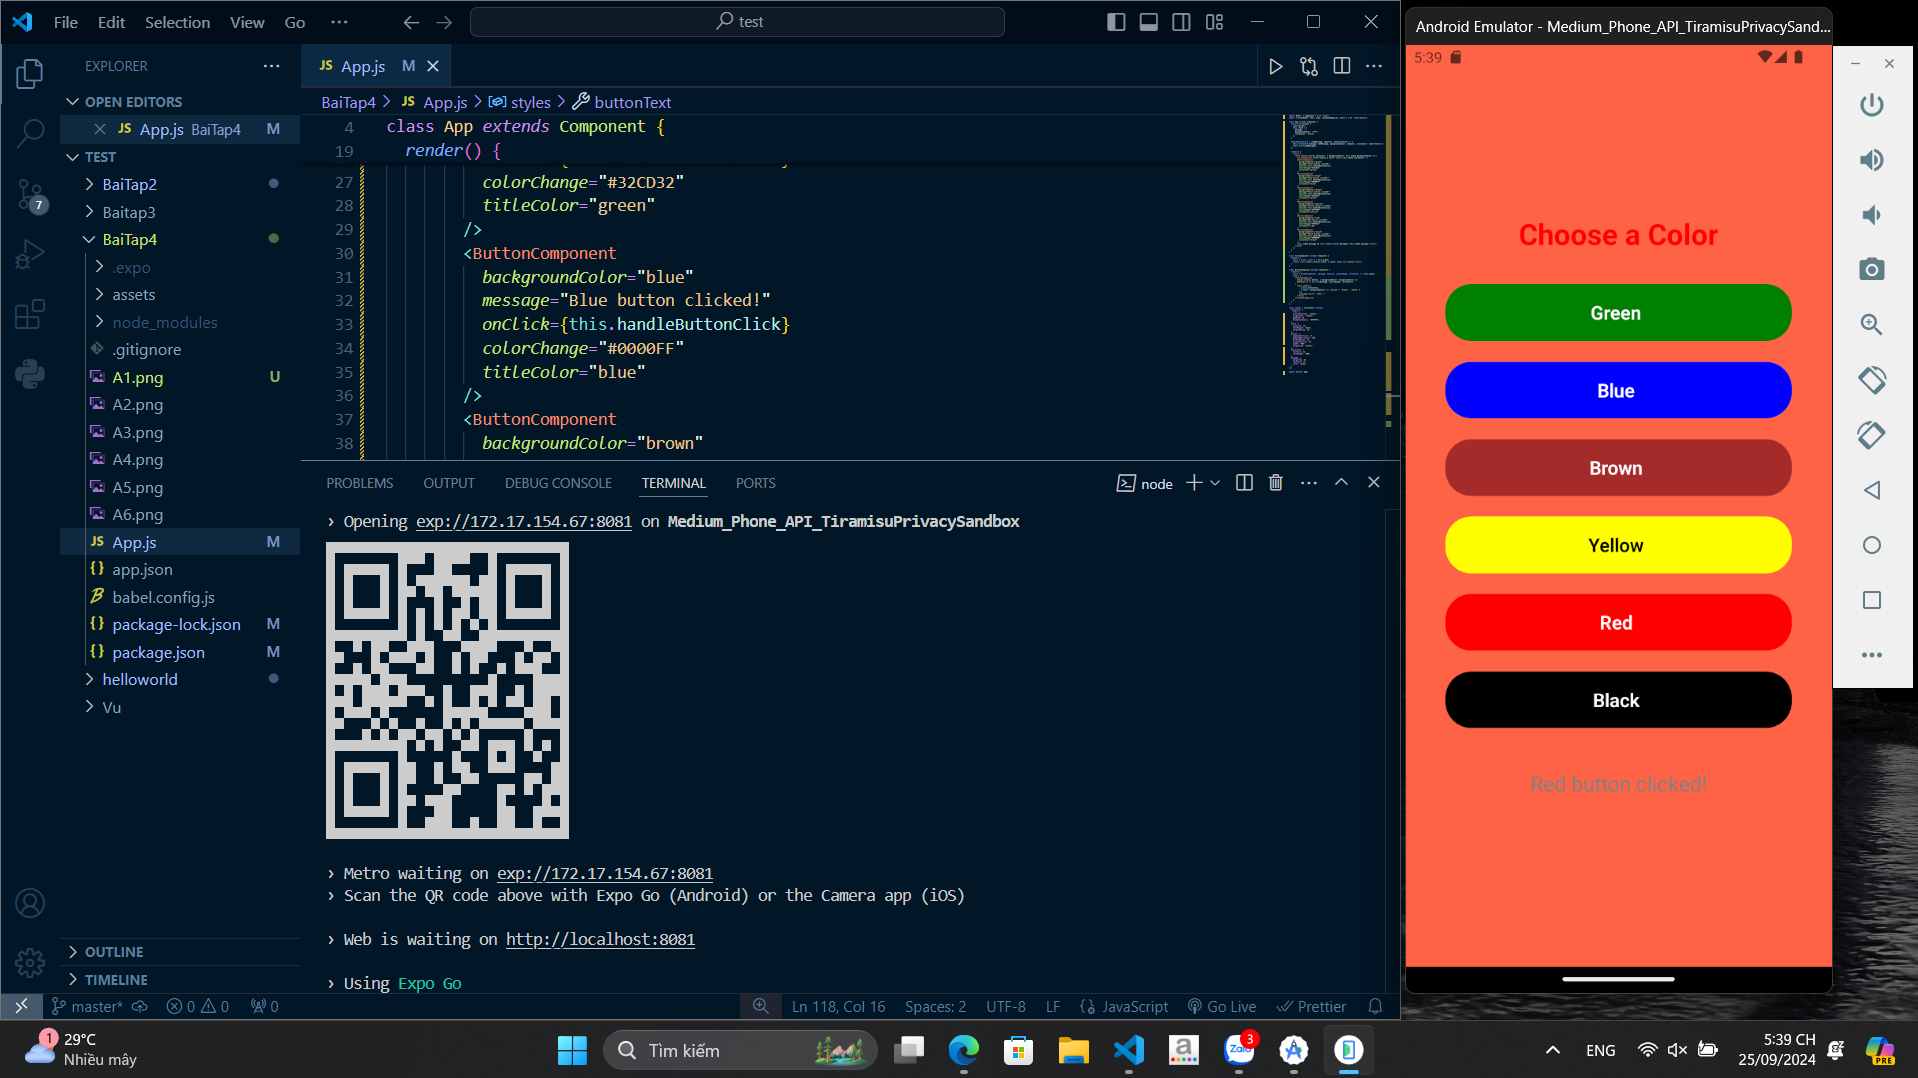 File Edit Selection View Go ···
test
EXPLORER
OPEN EDITORS
JS App.js BaiTap4 M
TEST
BaiTap2
Baitap3
BaiTap4
.expo
assets
node_modules
.gitignore
A1.png U
A2.png
A3.png
A4.png
A5.png
A6.png
JS App.js M
{} app.json
babel.config.js
{} package-lock.json M
{} package.json M
helloworld
Vu
OUTLINE
TIMELINE
7
JS App.js M
BaiTap4 > JS App.js > styles > buttonText
4 class App extends Component {
19 render() {
27 colorChange="#32CD32"
28 titleColor="green"
29 />
30 <ButtonComponent
31 backgroundColor="blue"
32 message="Blue button clicked!"
33 onClick={this.handleButtonClick}
34 colorChange="#0000FF"
35 titleColor="blue"
36 />
37 <ButtonComponent
38 backgroundColor="brown"
PROBLEMS OUTPUT DEBUG CONSOLE TERMINAL PORTS
node
› Opening exp://172.17.154.67:8081 on Medium_Phone_API_TiramisuPrivacySandbox
› Metro waiting on exp://172.17.154.67:8081
› Scan the QR code above with Expo Go (Android) or the Camera app (iOS)
› Web is waiting on http://localhost:8081
› Using Expo Go
master* 0 0 0
Ln 118, Col 16 Spaces: 2 UTF-8 LF {} JavaScript Go Live Prettier
Android Emulator - Medium_Phone_API_TiramisuPrivacySand...
5:39
Choose a Color
Green
Blue
Brown
Yellow
Red
Black
Red button clicked!
1
29°C
Nhiều mây
Tìm kiếm
a
Zalo
3
ENG
5:39 CH
25/09/2024
PRE